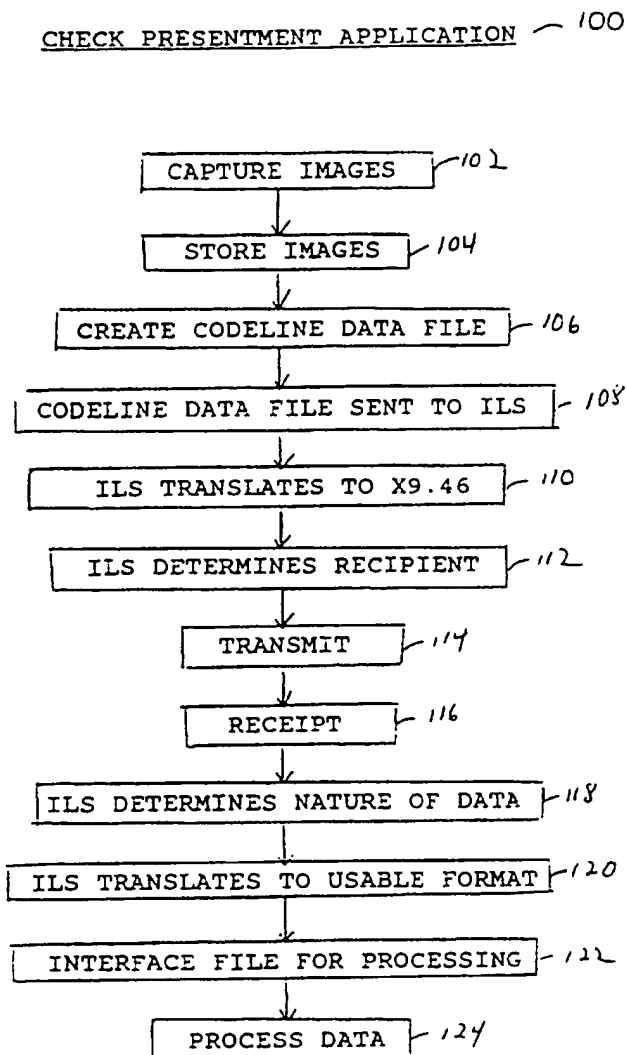 CHECK PRESENTMENT APPLICATION 100
CAPTURE IMAGES 102
STORE IMAGES 104
CREATE CODELINE DATA FILE 106
CODELINE DATA FILE SENT TO ILS 108
ILS TRANSLATES TO X9.46 110
ILS DETERMINES RECIPIENT 112
TRANSMIT 114
RECEIPT 116
ILS DETERMINES NATURE OF DATA 118
ILS TRANSLATES TO USABLE FORMAT 120
INTERFACE FILE FOR PROCESSING 122
PROCESS DATA 124